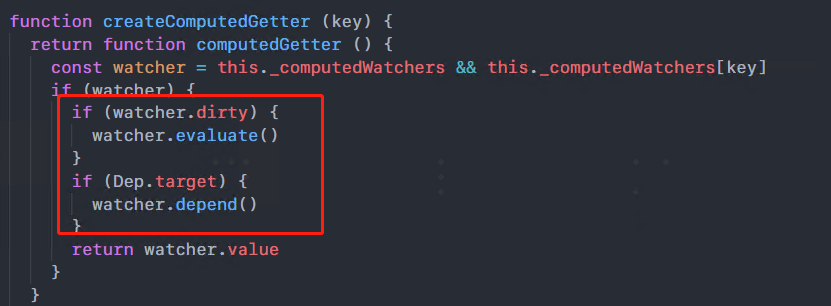 function createComputedGetter (key) {
return function computedGetter () {
const watcher = this._computedWatchers && this._computedWatchers[key]
if (watcher) {
if (watcher.dirty) {
watcher.evaluate()
}
if (Dep.target) {
watcher.depend()
}
return watcher.value
}
}